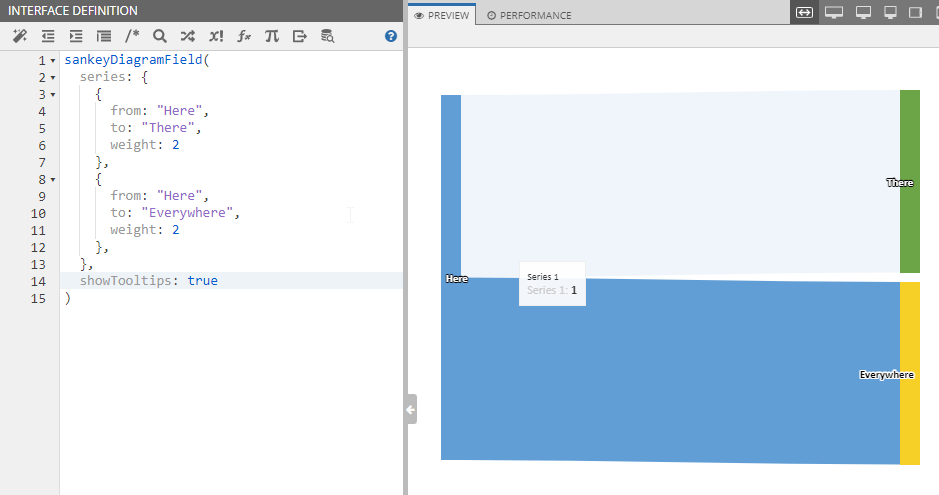 INTERFACE DEFINITION
/* x! fx π ?
1 sankeyDiagramField(
2 series: {
3 {
4 from: "Here",
5 to: "There",
6 weight: 2
7 },
8 {
9 from: "Here",
10 to: "Everywhere",
11 weight: 2
12 },
13 },
14 showTooltips: true
15 )
PREVIEW PERFORMANCE
There
Here
Series 1
Series 1: 1
Everywhere